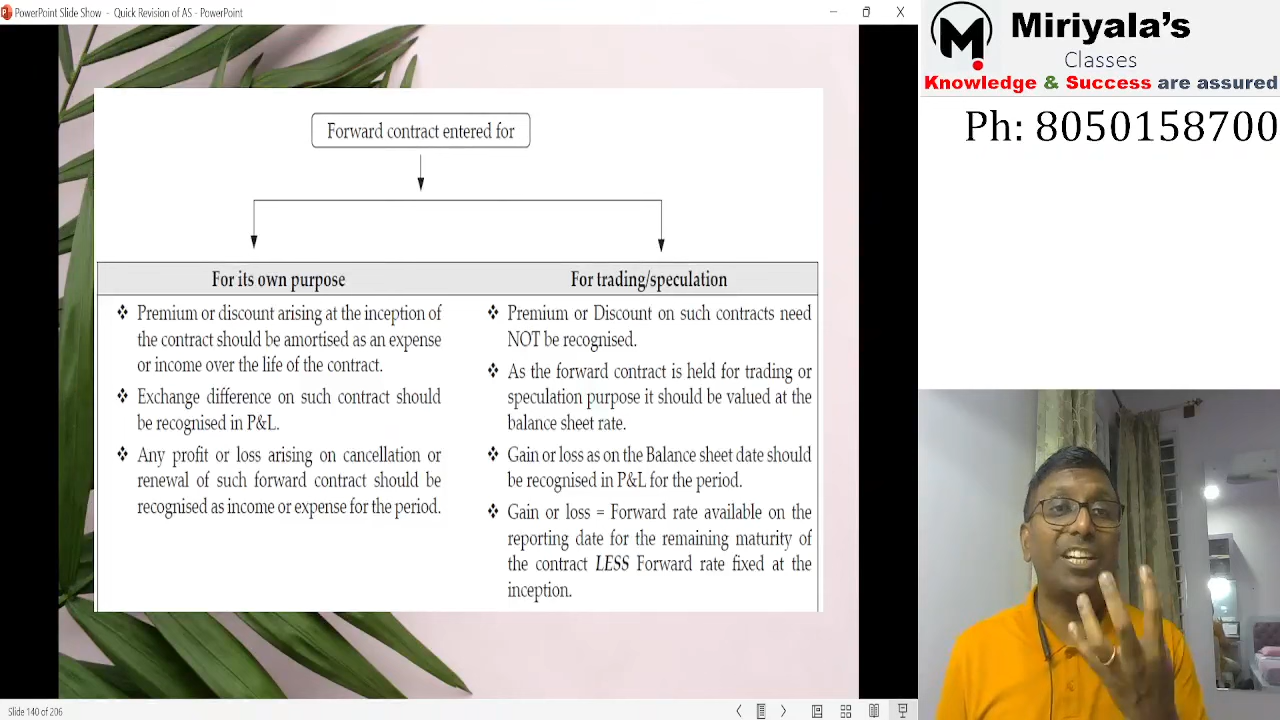 PowerPoint Slide Show - Quick Revision of AS - PowerPoint
Miriyala's
Classes
Knowledge & Success are assured
Ph: 8050158700
Forward contract entered for
For its own purpose
Premium or discount arising at the inception of
the contract should be amortised as an expense
or income over the life of the contract.
Exchange difference on such contract should
be recognised in P&L.
Any profit or loss arising on cancellation or
renewal of such forward contract should be
recognised as income or expense for the period.
For trading/speculation
Premium or Discount on such contracts need
NOT be recognised.
As the forward contract is held for trading or
speculation purpose it should be valued at the
balance sheet rate.
Gain or loss as on the Balance sheet date should
be recognised in P&L for the period.
Gain or loss = Forward rate available on the
reporting date for the remaining maturity of
the contract LESS Forward rate fixed at the
inception.
Slide 140 of 206